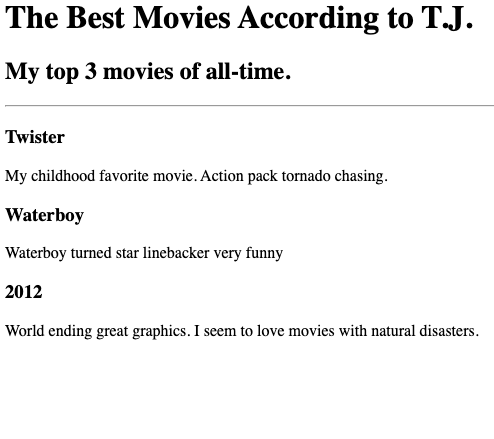 The Best Movies According to T.J.
My top 3 movies of all-time.
Twister
My childhood favorite movie. Action pack tornado chasing.
Waterboy
Waterboy turned star linebacker very funny
2012
World ending great graphics. I seem to love movies with natural disasters.